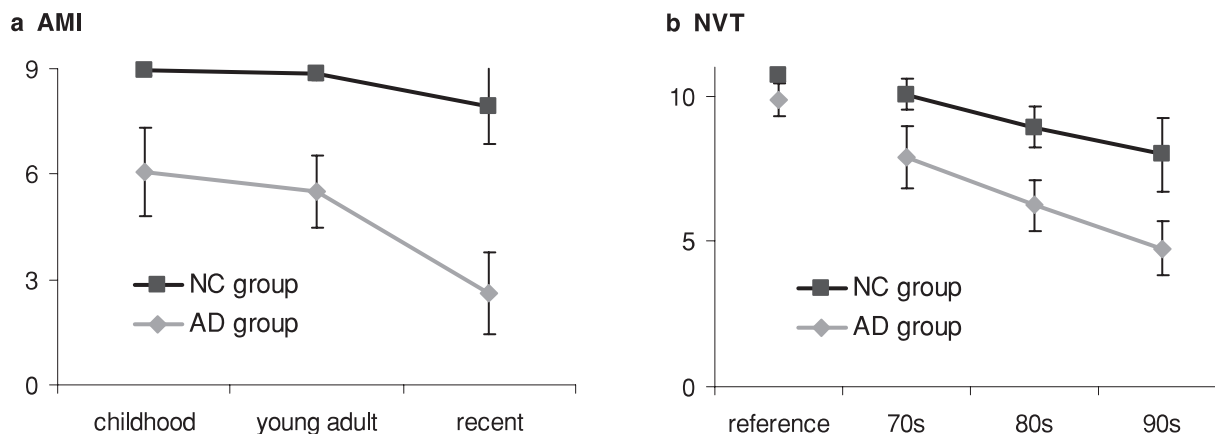 a AMI
9
6
3
0
NC group
AD group
childhood young adult recent
b NVT
10
5
0
NC group
AD group
reference 70s 80s 90s